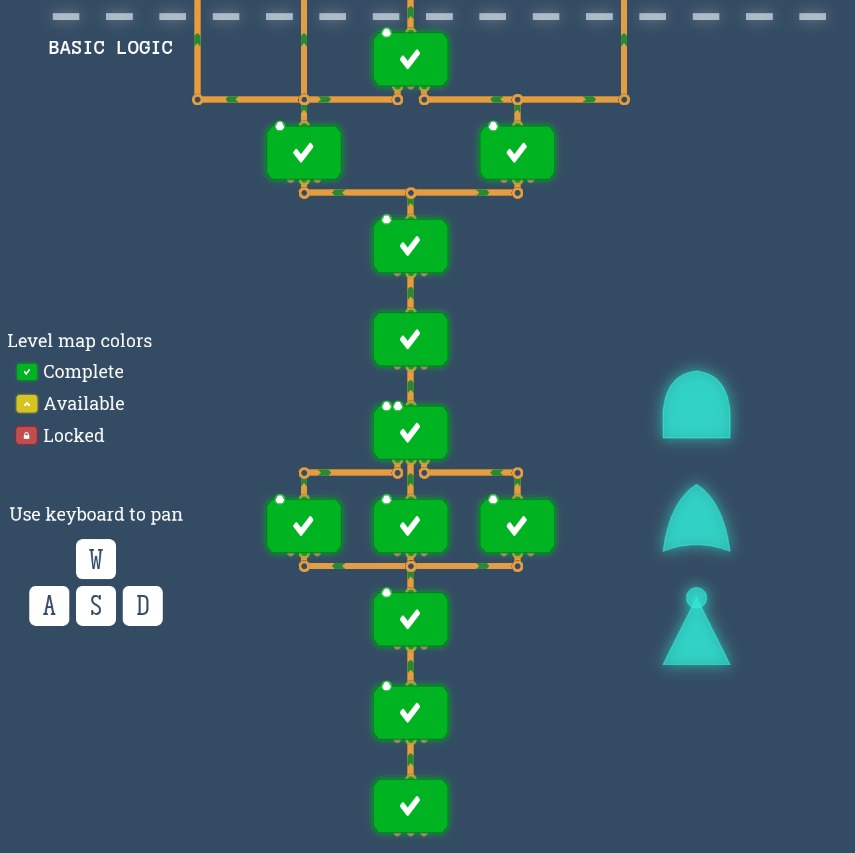 BASIC LOGIC
Level map colors
Complete
Available
Locked
Use keyboard to pan
W
A S D